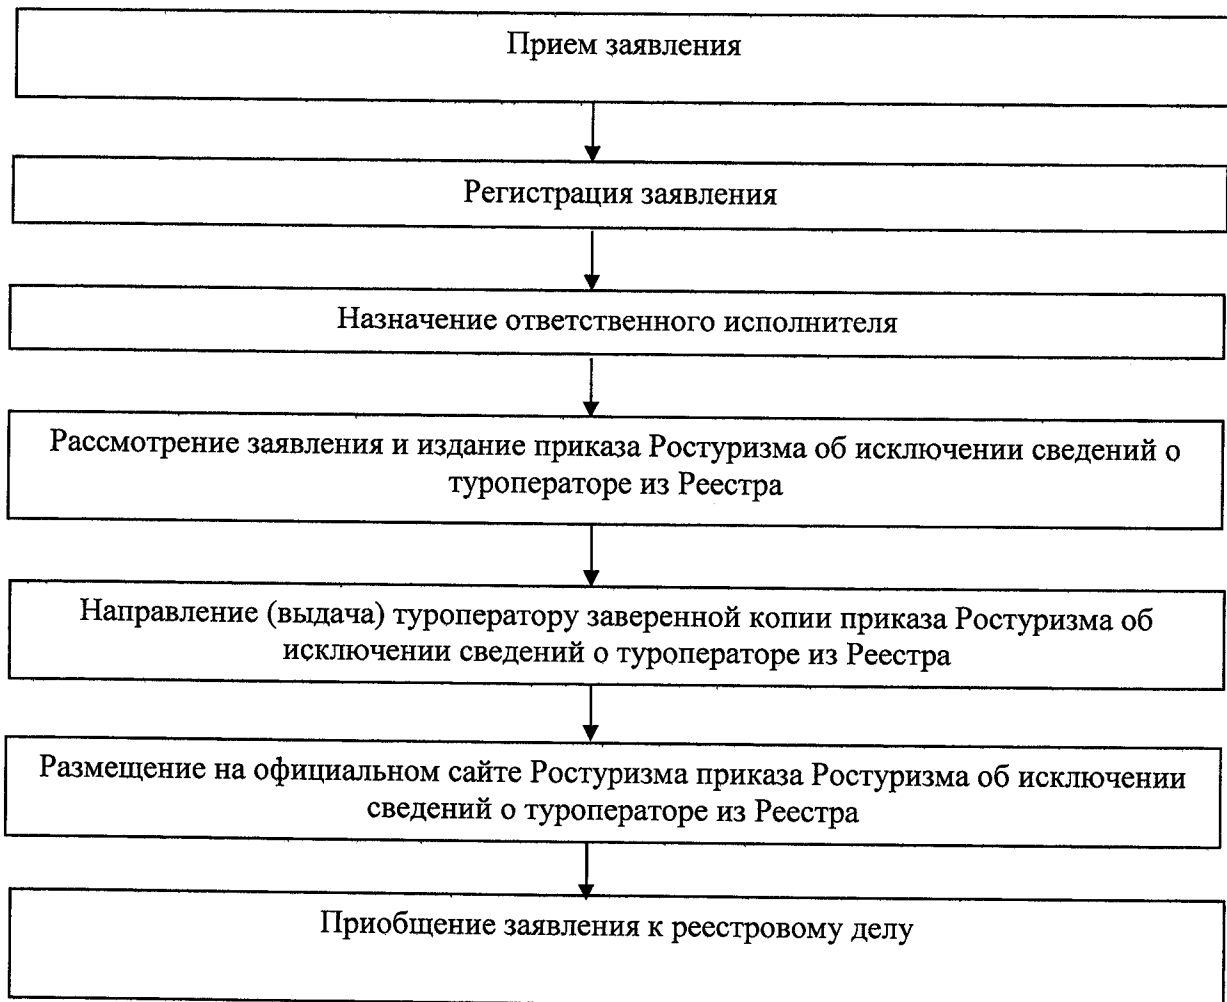 Прием заявления
Регистрация заявления
Назначение ответственного исполнителя
Рассмотрение заявления и издание приказа Ростуризма об исключении сведений о
туроператоре из Реестра
Направление (выдача) туроператору заверенной копии приказа Ростуризма об
исключении сведений о туроператоре из Реестра
Размещение на официальном сайте Ростуризма приказа Ростуризма об исключении
сведений о туроператоре из Реестра
Приобщение заявления к реестровому делу